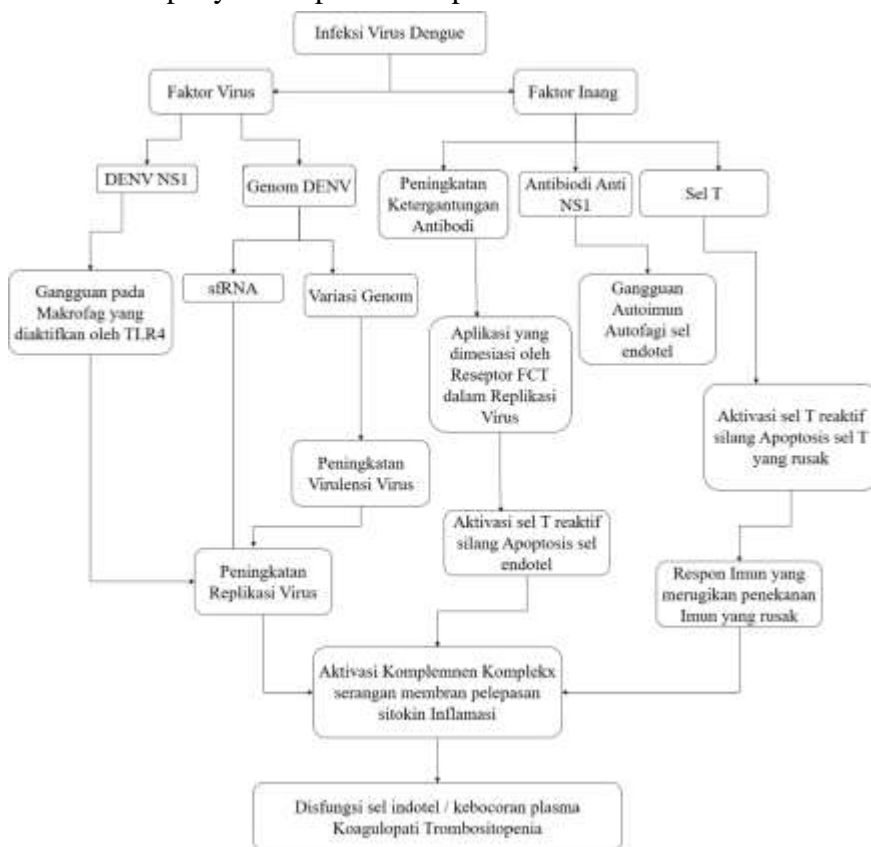 Infeksi Virus Dengue
Faktor Virus
Faktor Inang
DENV NS1
Genom DENV
Peningkatan
Ketergantungan
Antibodi
Antibiodi Anti
NS1
Sel T
Gangguan pada
Makrofag yang
diaktifkan oleh TLR4
sfRNA
Variasi Genom
Aplikasi yang
dimesiasi oleh
Reseptor FCT
dalam Replikasi
Virus
Gangguan
Autoimun
Autofagi sel
endotel
Aktivasi sel T reaktif
silang Apoptosis sel T
yang rusak
Peningkatan
Virulensi Virus
Aktivasi sel T reaktif
silang Apoptosis sel
endotel
Peningkatan
Replikasi Virus
Respon Imun yang
merugikan penekanan
Imun yang rusak
Aktivasi Komplemnen Komplekx
serangan membran pelepasan
sitokin Inflamasi
Disfungsi sel indotel / kebocoran plasma
Koagulopati Trombositopenia